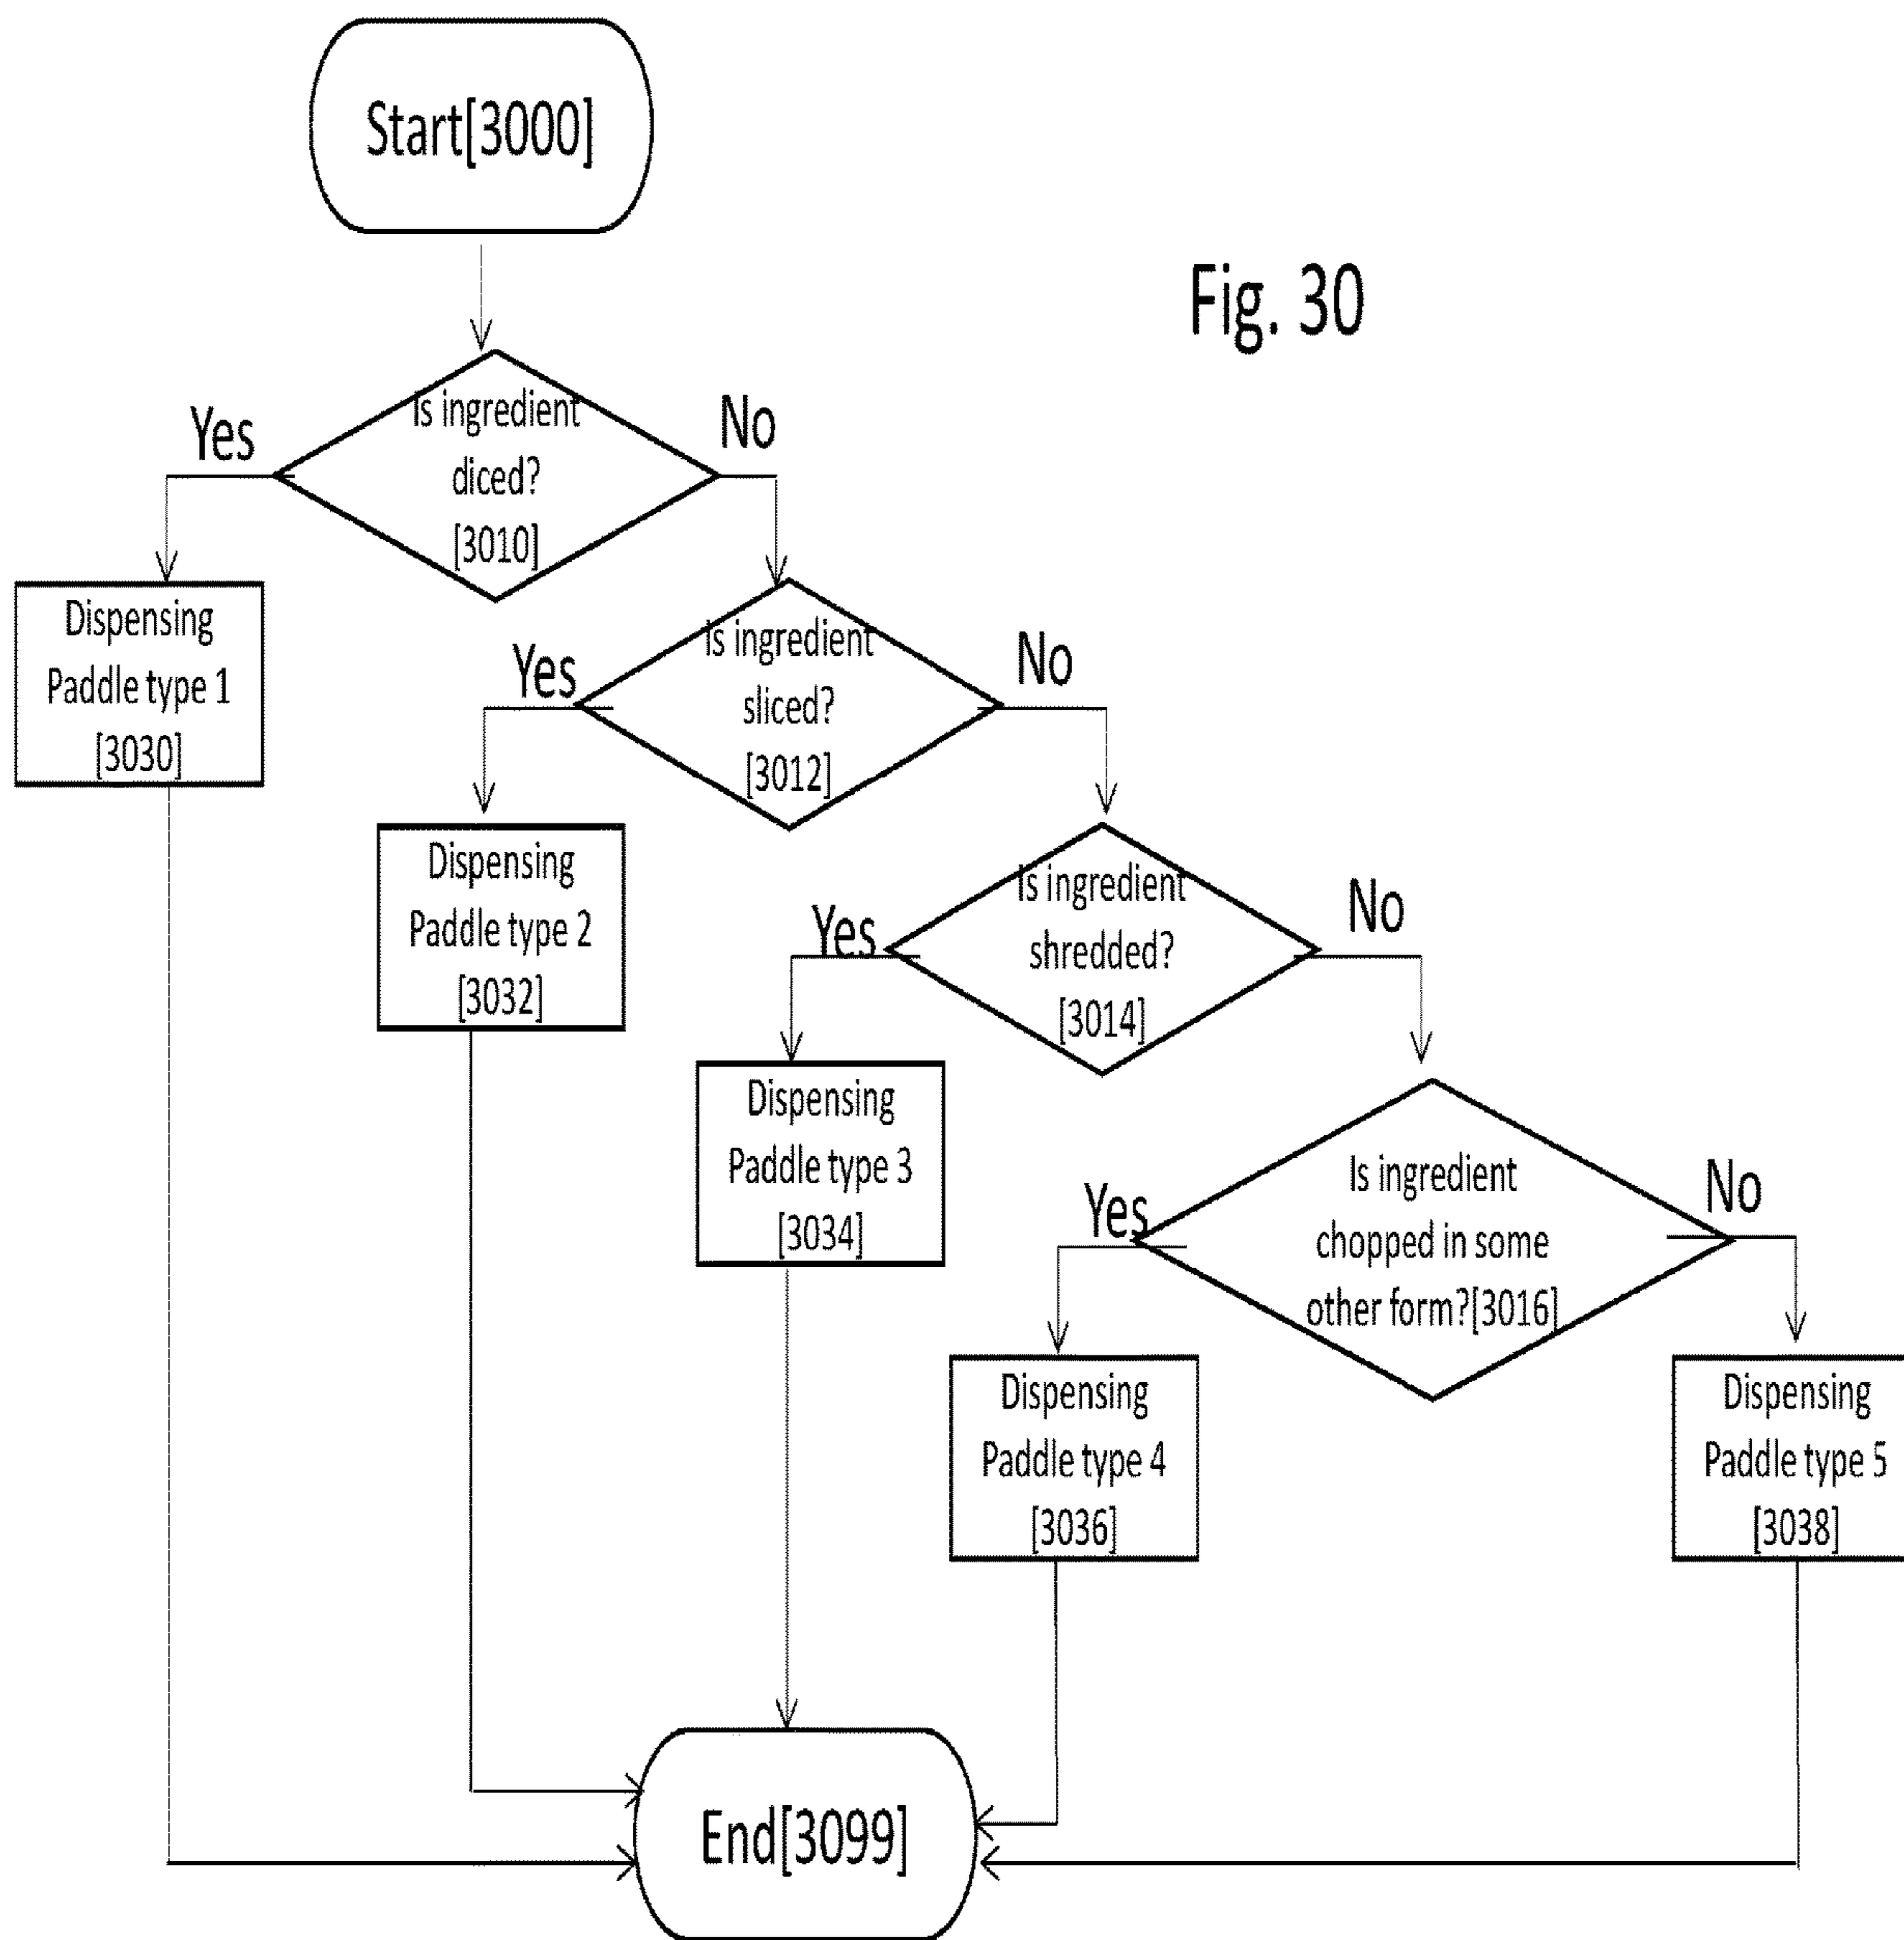 Start[3000]
Fig. 30
Yes
No
Is ingredient
diced?
[3010]
Dispensing
Paddle type 1
[3030]
Yes
No
Is ingredient
sliced?
[3012]
Dispensing
Paddle type 2
[3032]
Yes
No
Is ingredient
shredded?
[3014]
Dispensing
Paddle type 3
[3034]
Yes
No
Is ingredient
chopped in some
other form?[3016]
Dispensing
Paddle type 4
[3036]
Dispensing
Paddle type 5
[3038]
End[3099]